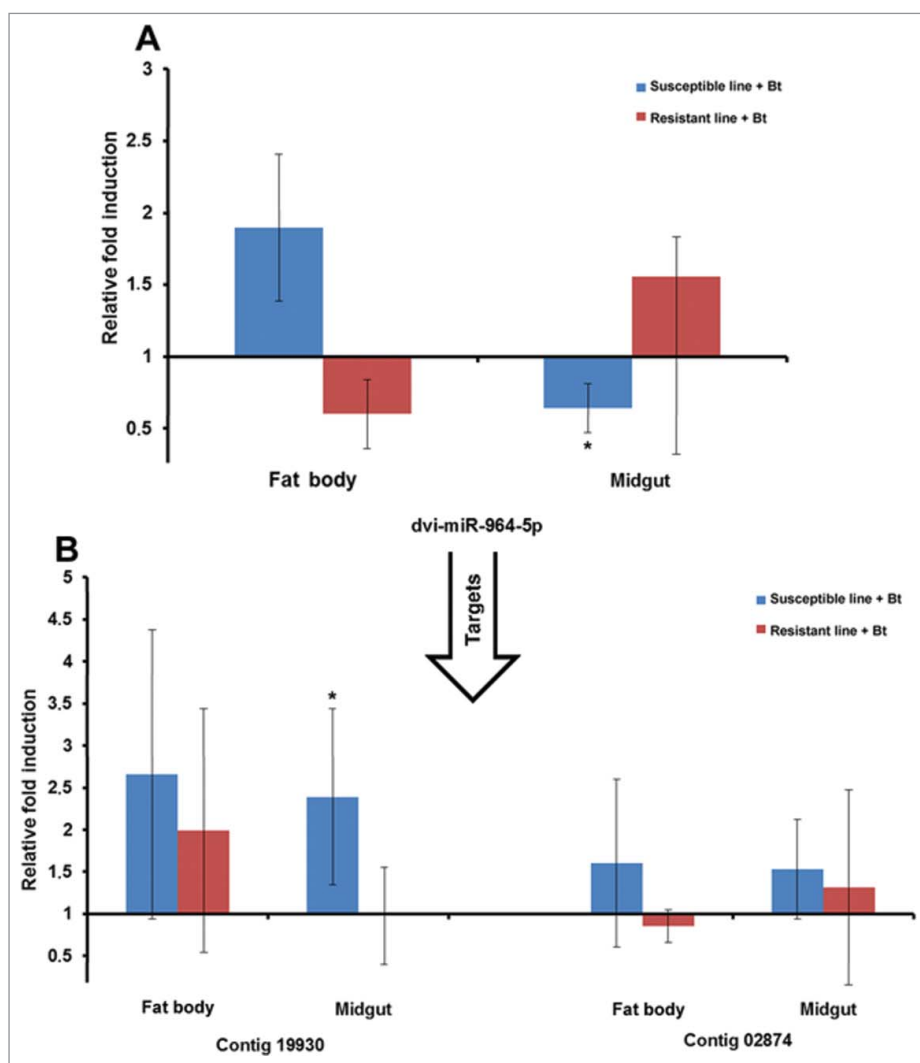 A
3
2.5
2
1.5
1
0.5
Relative fold induction
Susceptible line + Bt
Resistant line + Bt
*
Fat body
Midgut
dvi-miR-964-5p
Targets
B
5
4.5
4
3.5
3
2.5
2
1.5
1
0.5
Relative fold induction
Susceptible line + Bt
Resistant line + Bt
*
Fat body
Midgut
Fat body
Midgut
Contig 19930
Contig 02874